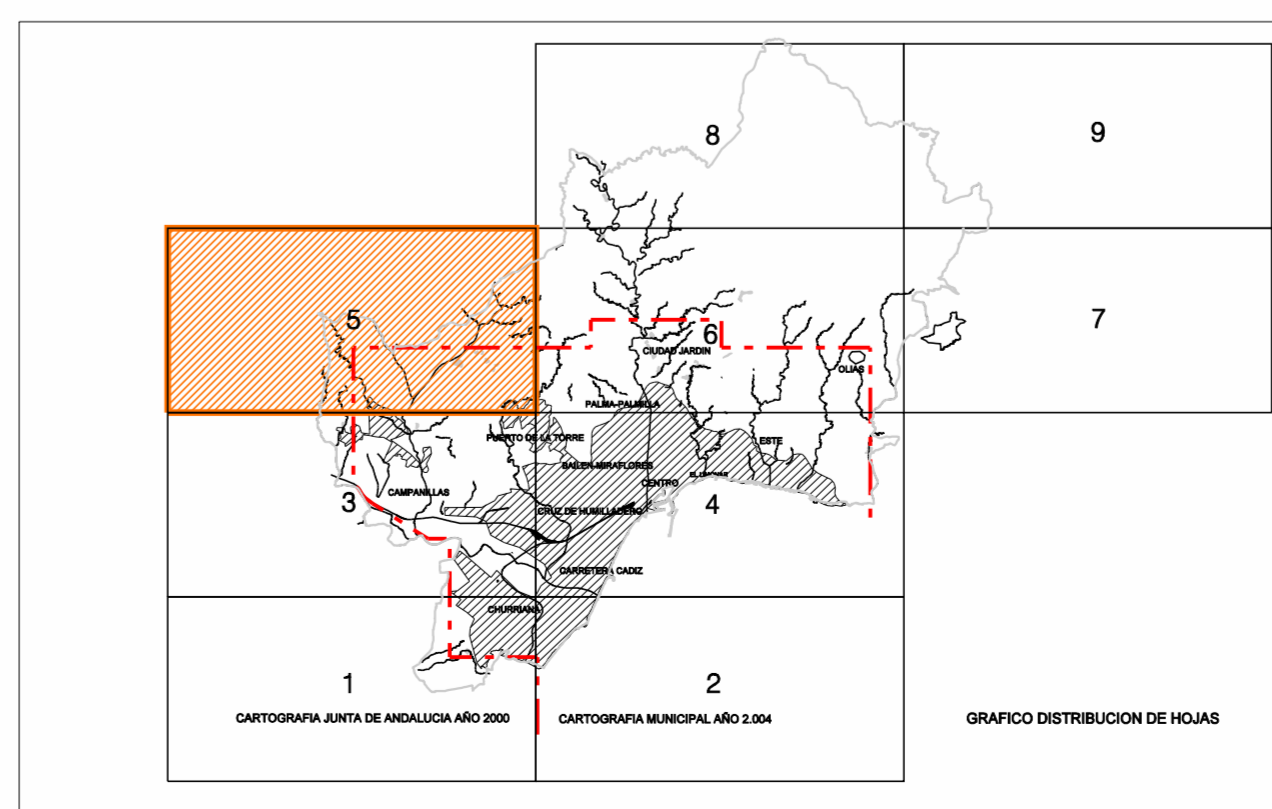 8
9
5
6
7
CIUDAD JARDIN
OLIAS
PALMA-PALMILLA
PUERTO DE LA TORRE
ESTE
BAILEN-MIRAFLORES
CENTRO
CAMPANILLAS
3
4
CRUZ DE HUMILLADERO
CARRETERA CADIZ
CHURRIANA
1
2
CARTOGRAFIA JUNTA DE ANDALUCIA AÑO 2000
CARTOGRAFIA MUNICIPAL AÑO 2.004
GRAFICO DISTRIBUCION DE HOJAS